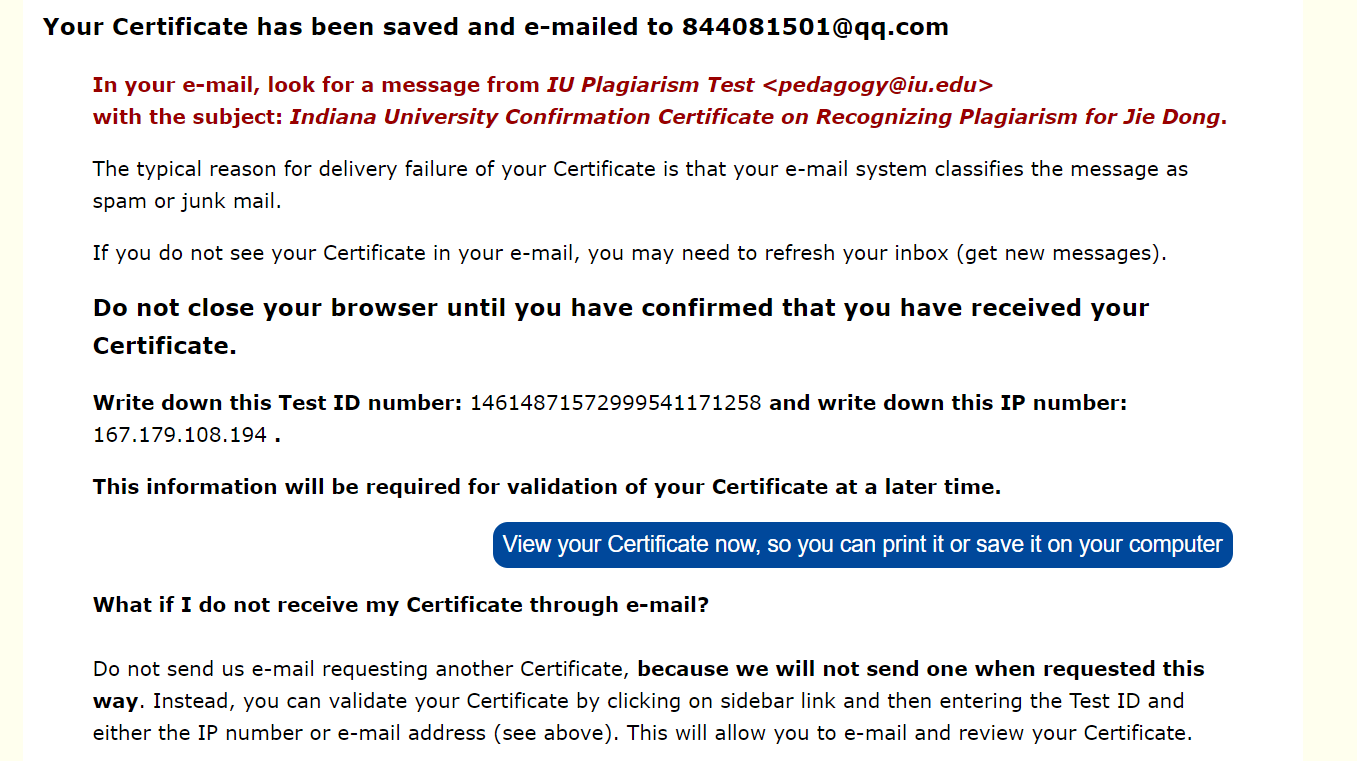 Your Certificate has been saved and e-mailed to 844081501@qq.com
In your e-mail, look for a message from IU Plagiarism Test <pedagogy@iu.edu>
with the subject: Indiana University Confirmation Certificate on Recognizing Plagiarism for Jie Dong.
The typical reason for delivery failure of your Certificate is that your e-mail system classifies the message as
spam or junk mail.
If you do not see your Certificate in your e-mail, you may need to refresh your inbox (get new messages).
Do not close your browser until you have confirmed that you have received your
Certificate.
Write down this Test ID number: 14614871572999541171258 and write down this IP number:
167.179.108.194 .
This information will be required for validation of your Certificate at a later time.
View your Certificate now, so you can print it or save it on your computer
What if I do not receive my Certificate through e-mail?
Do not send us e-mail requesting another Certificate, because we will not send one when requested this
way. Instead, you can validate your Certificate by clicking on sidebar link and then entering the Test ID and
either the IP number or e-mail address (see above). This will allow you to e-mail and review your Certificate.